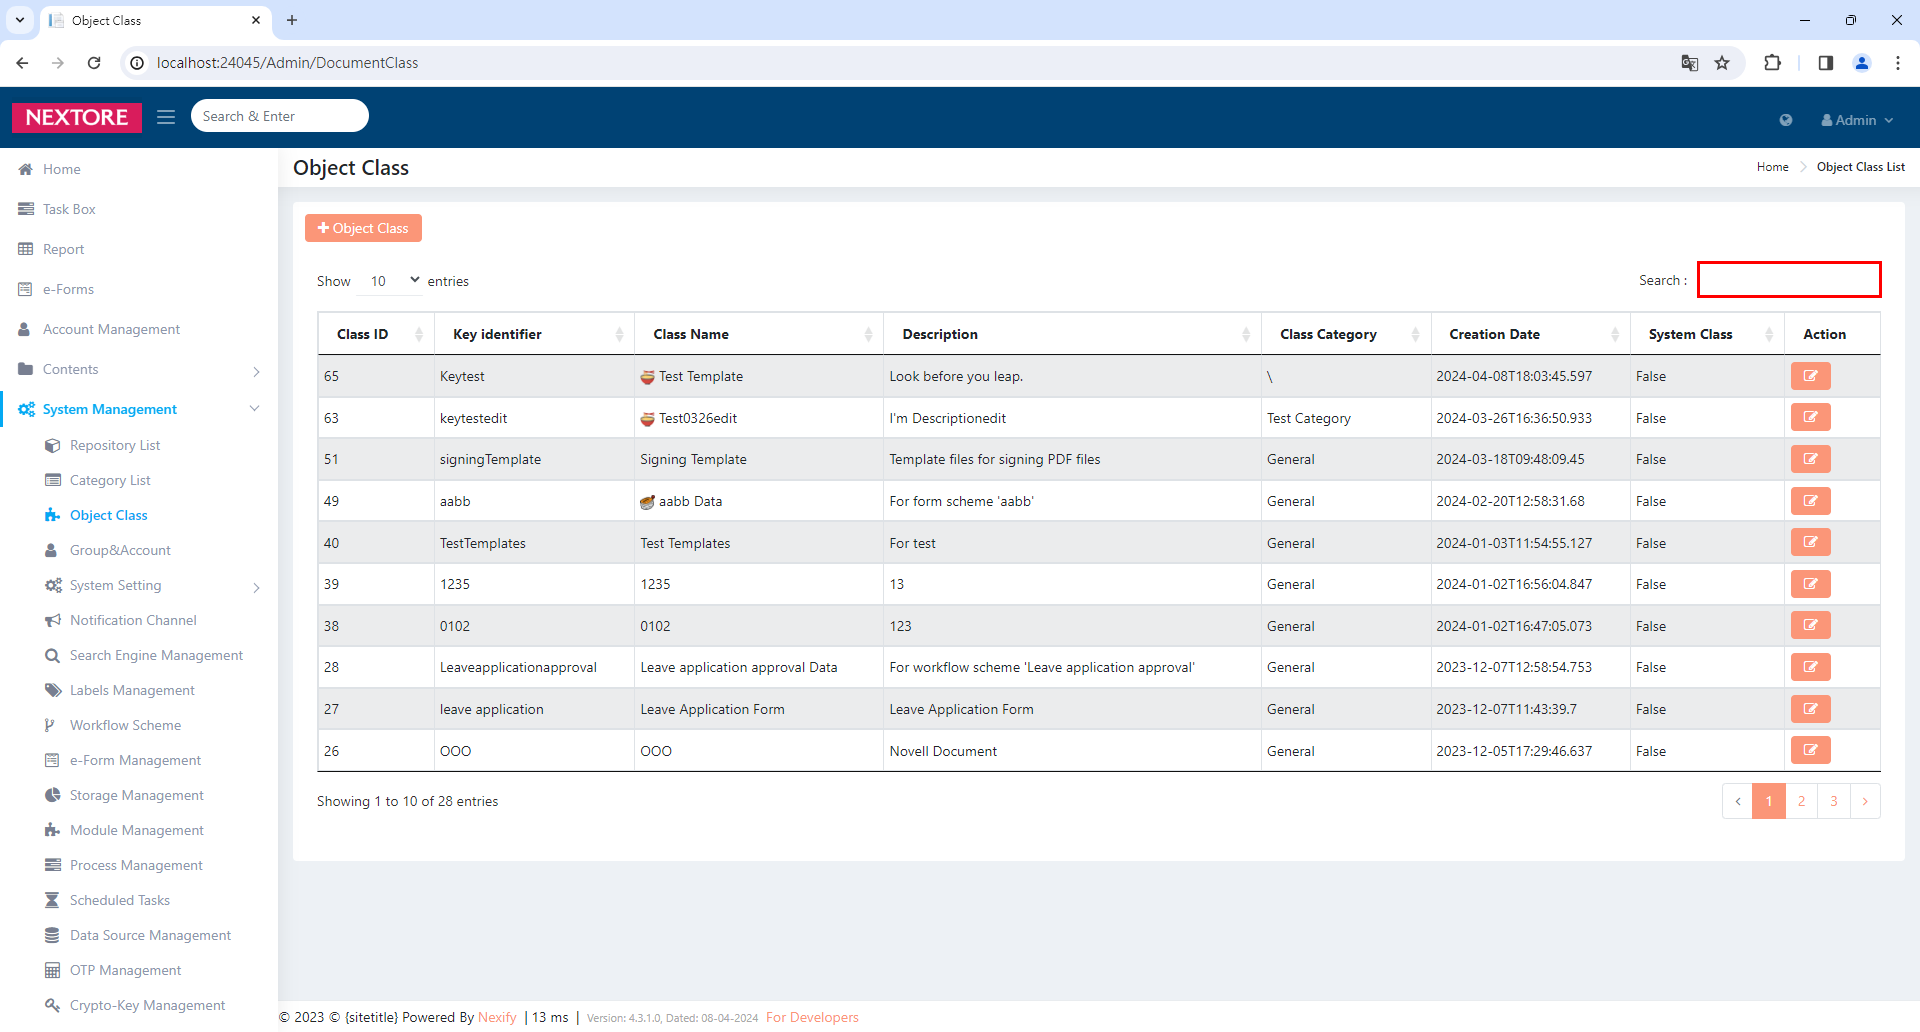 Object Class
localhost:24045/Admin/DocumentClass
NEXTORE
Search & Enter
Admin
Home
Task Box
Report
e-Forms
Account Management
Contents
System Management
Repository List
Category List
Object Class
Group&Account
System Setting
Notification Channel
Search Engine Management
Labels Management
Workflow Scheme
e-Form Management
Storage Management
Module Management
Process Management
Scheduled Tasks
Data Source Management
OTP Management
Crypto-Key Management
Object Class
Home Object Class List
Object Class
Show 10 entries
Search :
Class ID Key identifier Class Name Description Class Category Creation Date System Class Action
65 Keytest Test Template Look before you leap. \ 2024-04-08T18:03:45.597 False
63 keytestedit Test0326edit I'm Descriptionedit Test Category 2024-03-26T16:36:50.933 False
51 signingTemplate Signing Template Template files for signing PDF files General 2024-03-18T09:48:09.45 False
49 aabb aabb Data For form scheme 'aabb' General 2024-02-20T12:58:31.68 False
40 TestTemplates Test Templates For test General 2024-01-03T11:54:55.127 False
39 1235 1235 13 General 2024-01-02T16:56:04.847 False
38 0102 0102 123 General 2024-01-02T16:47:05.073 False
28 Leaveapplicationapproval Leave application approval Data For workflow scheme 'Leave application approval' General 2023-12-07T12:58:54.753 False
27 leave application Leave Application Form Leave Application Form General 2023-12-07T11:43:39.7 False
26 OOO OOO Novell Document General 2023-12-05T17:29:46.637 False
Showing 1 to 10 of 28 entries
‹ 1 2 3 ›
© 2023 © {sitetitle} Powered By Nexify | 13 ms | Version: 4.3.1.0, Dated: 08-04-2024 For Developers